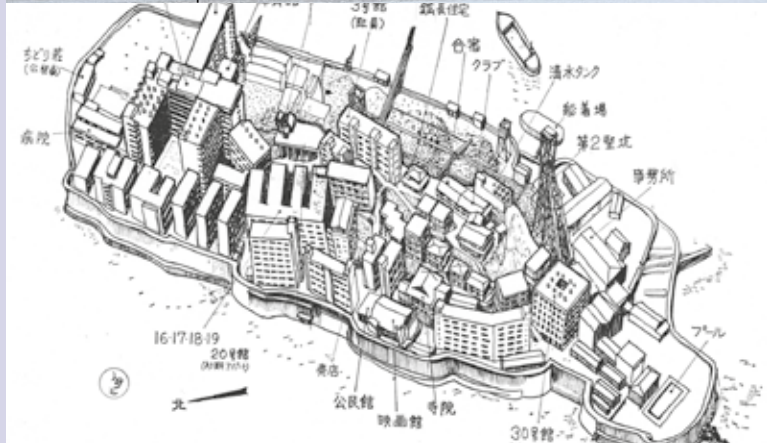 3号館
(職員)
鉱長住宅
合宿
クラブ
清水タンク
船着場
第2竪坑
事務所
ちどり荘
病院
16・17・18・19
20号館
売店
公民館
映画館
寺院
30号館
プール
北